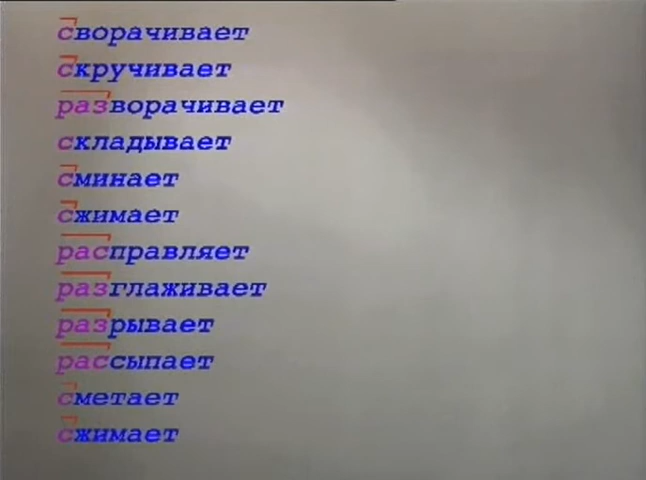 сворачивает
скручивает
разворачивает
складывает
сминает
сжимает
расправляет
разглаживает
разрывает
рассыпает
сметает
сжимает